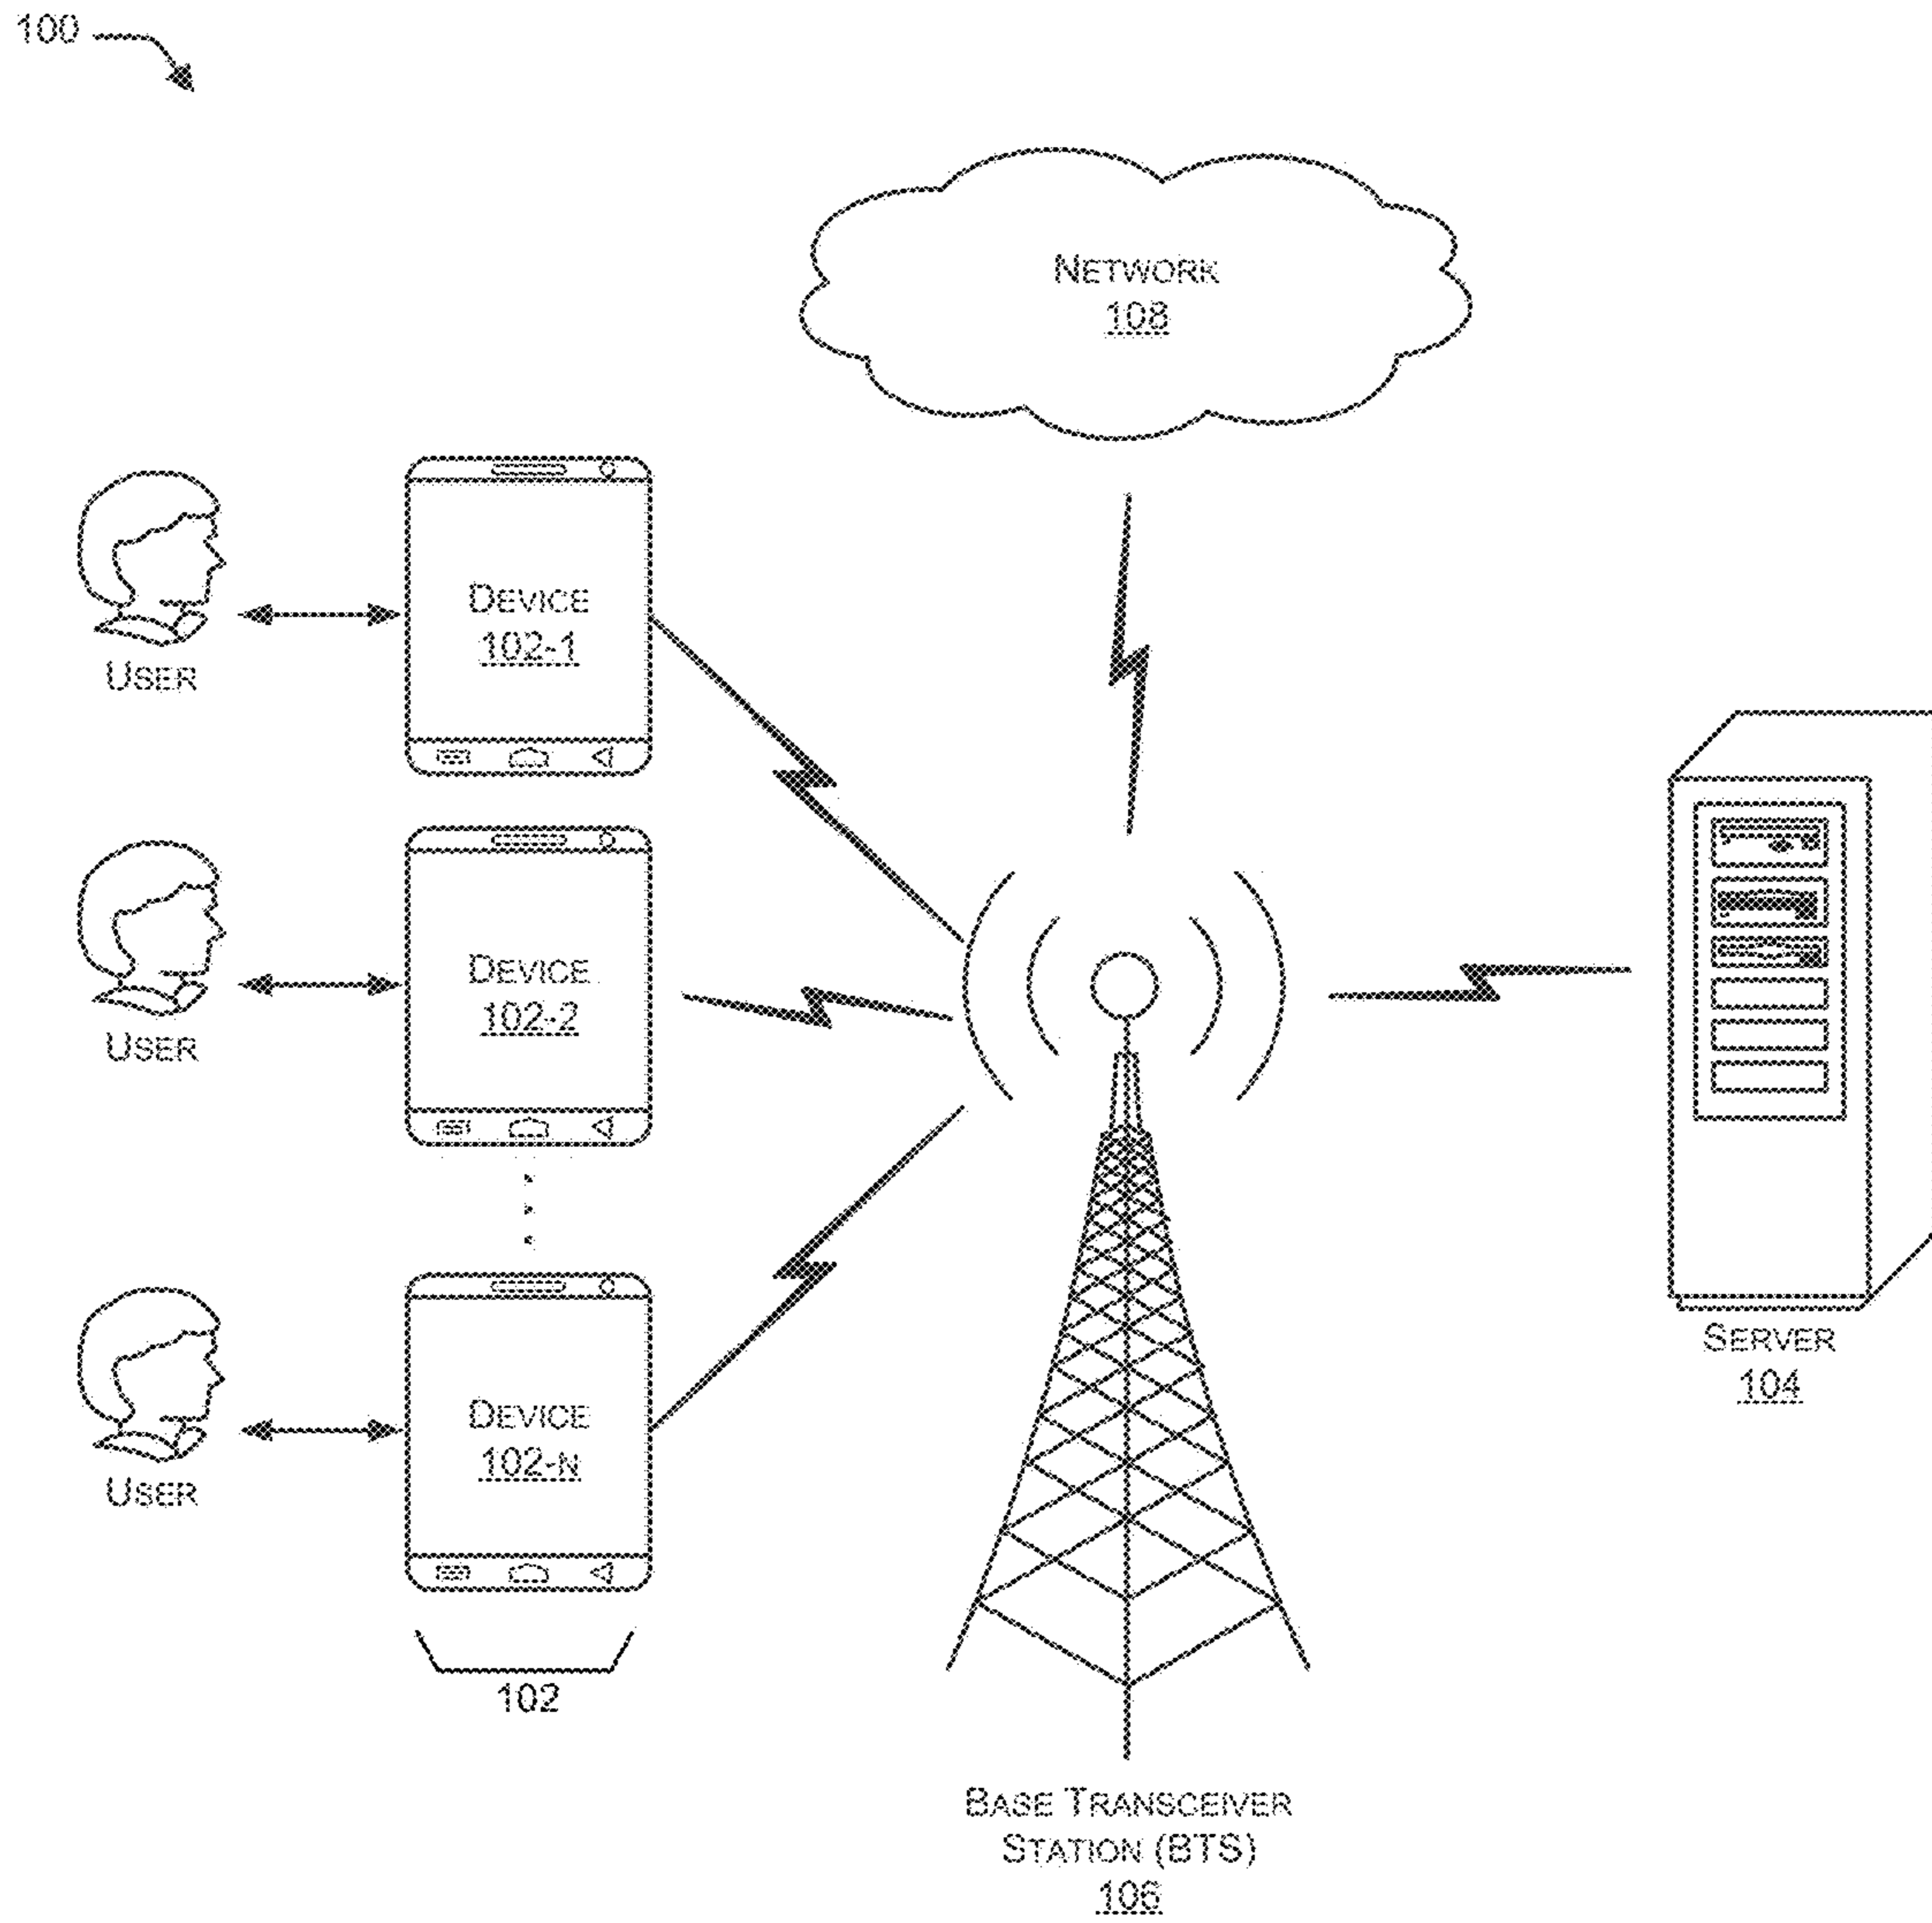 100
NETWORK
108
USER
DEVICE
102-1
USER
DEVICE
102-2
USER
DEVICE
102-N
102
SERVER
104
BASE TRANSCEIVER
STATION (BTS)
106